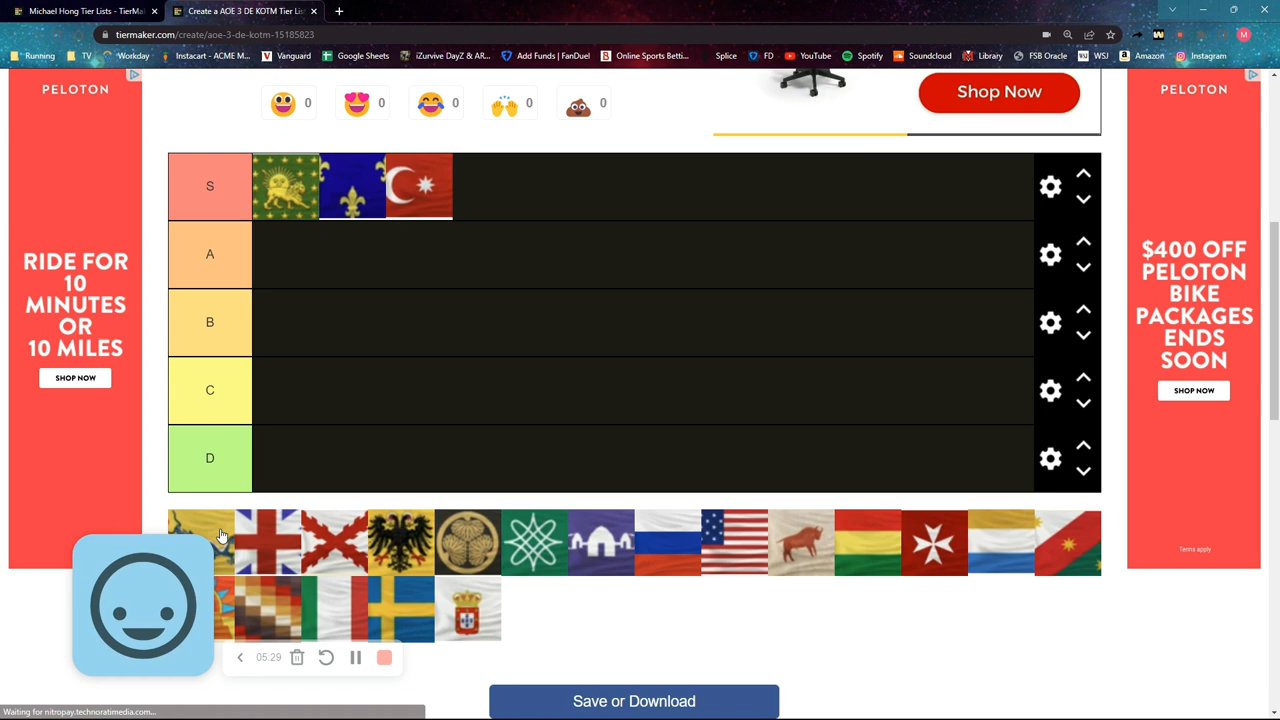 Michael Hong Tier Lists - TierMa
Create a AOE 3 DE KOTM Tier Lis
tiermaker.com/create/aoe-3-de-kotm-15185823
M
Running
TV
Workday
Instacart - ACME M...
Vanguard
Google Sheets
iZurvive DayZ & AR...
Add Funds | FanDuel
Online Sports Betti...
Splice
FD
YouTube
Spotify
Soundcloud
Library
FSB Oracle
WSJ
Amazon
Instagram
PELOTON
RIDE FOR
10
MINUTES
OR
10 MILES
SHOP NOW
0
0
0
0
0
Shop Now
S
A
B
C
D
PELOTON
$400 OFF
PELOTON
BIKE
PACKAGES
ENDS
SOON
SHOP NOW
Terms apply
05:29
Save or Download
Waiting for nitropay.technoratimedia.com...